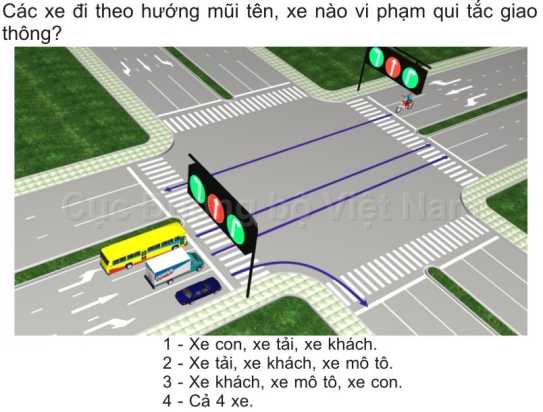 Các xe đi theo hướng mũi tên, xe nào vi phạm qui tắc giao
thông?
Cục Đường bộ Việt Nam
1 - Xe con, xe tải, xe khách.
2 - Xe tải, xe khách, xe mô tô.
3 - Xe khách, xe mô tô, xe con.
4 - Cả 4 xe.